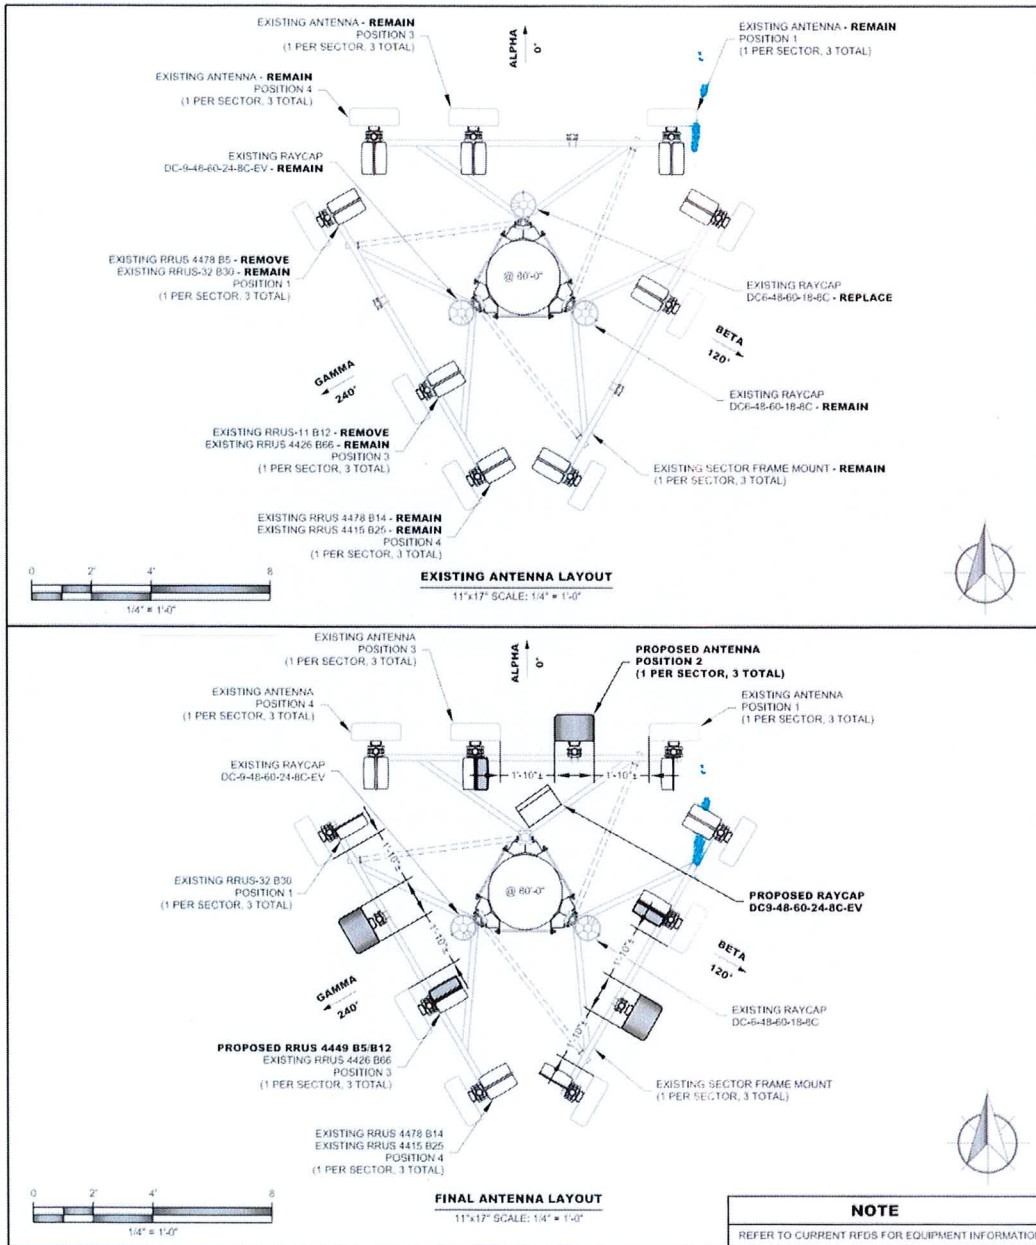 EXISTING ANTENNA - REMAIN
POSITION 3
(1 PER SECTOR, 3 TOTAL)
ALPHA
0°
EXISTING ANTENNA - REMAIN
POSITION 1
(1 PER SECTOR, 3 TOTAL)
EXISTING ANTENNA - REMAIN
POSITION 4
(1 PER SECTOR, 3 TOTAL)
EXISTING RAYCAP
DC-9-48-60-24-8C-EV - REMAIN
EXISTING RRUS 4478 B5 - REMOVE
EXISTING RRUS-32 B30 - REMAIN
POSITION 1
(1 PER SECTOR, 3 TOTAL)
@ 60'-0"
EXISTING RAYCAP
DC6-48-60-18-8C - REPLACE
BETA
120°
GAMMA
240°
EXISTING RAYCAP
DC6-48-60-18-8C - REMAIN
EXISTING RRUS-11 B12 - REMOVE
EXISTING RRUS 4426 B66 - REMAIN
POSITION 3
(1 PER SECTOR, 3 TOTAL)
EXISTING SECTOR FRAME MOUNT - REMAIN
(1 PER SECTOR, 3 TOTAL)
EXISTING RRUS 4478 B14 - REMAIN
EXISTING RRUS 4415 B25 - REMAIN
POSITION 4
(1 PER SECTOR, 3 TOTAL)
0 2' 4' 8
1/4" = 1'-0"
EXISTING ANTENNA LAYOUT
11"x17" SCALE: 1/4" = 1'-0"
EXISTING ANTENNA
POSITION 3
(1 PER SECTOR, 3 TOTAL)
ALPHA
0°
PROPOSED ANTENNA
POSITION 2
(1 PER SECTOR, 3 TOTAL)
EXISTING ANTENNA
POSITION 4
(1 PER SECTOR, 3 TOTAL)
EXISTING ANTENNA
POSITION 1
(1 PER SECTOR, 3 TOTAL)
EXISTING RAYCAP
DC-9-48-60-24-8C-EV
1'-10"± 1'-10"±
1'-10"±
EXISTING RRUS-32 B30
POSITION 1
(1 PER SECTOR, 3 TOTAL)
@ 60'-0"
PROPOSED RAYCAP
DC9-48-60-24-8C-EV
1'-10"±
1'-10"±
BETA
120°
GAMMA
240°
EXISTING RAYCAP
DC-6-48-60-18-8C
1'-10"±
PROPOSED RRUS 4449 B5/B12
EXISTING RRUS 4426 B66
POSITION 3
(1 PER SECTOR, 3 TOTAL)
EXISTING SECTOR FRAME MOUNT
(1 PER SECTOR, 3 TOTAL)
EXISTING RRUS 4478 B14
EXISTING RRUS 4415 B25
POSITION 4
(1 PER SECTOR, 3 TOTAL)
0 2' 4' 8
1/4" = 1'-0"
FINAL ANTENNA LAYOUT
11"x17" SCALE: 1/4" = 1'-0"
NOTE
REFER TO CURRENT RFDS FOR EQUIPMENT INFORMATIO